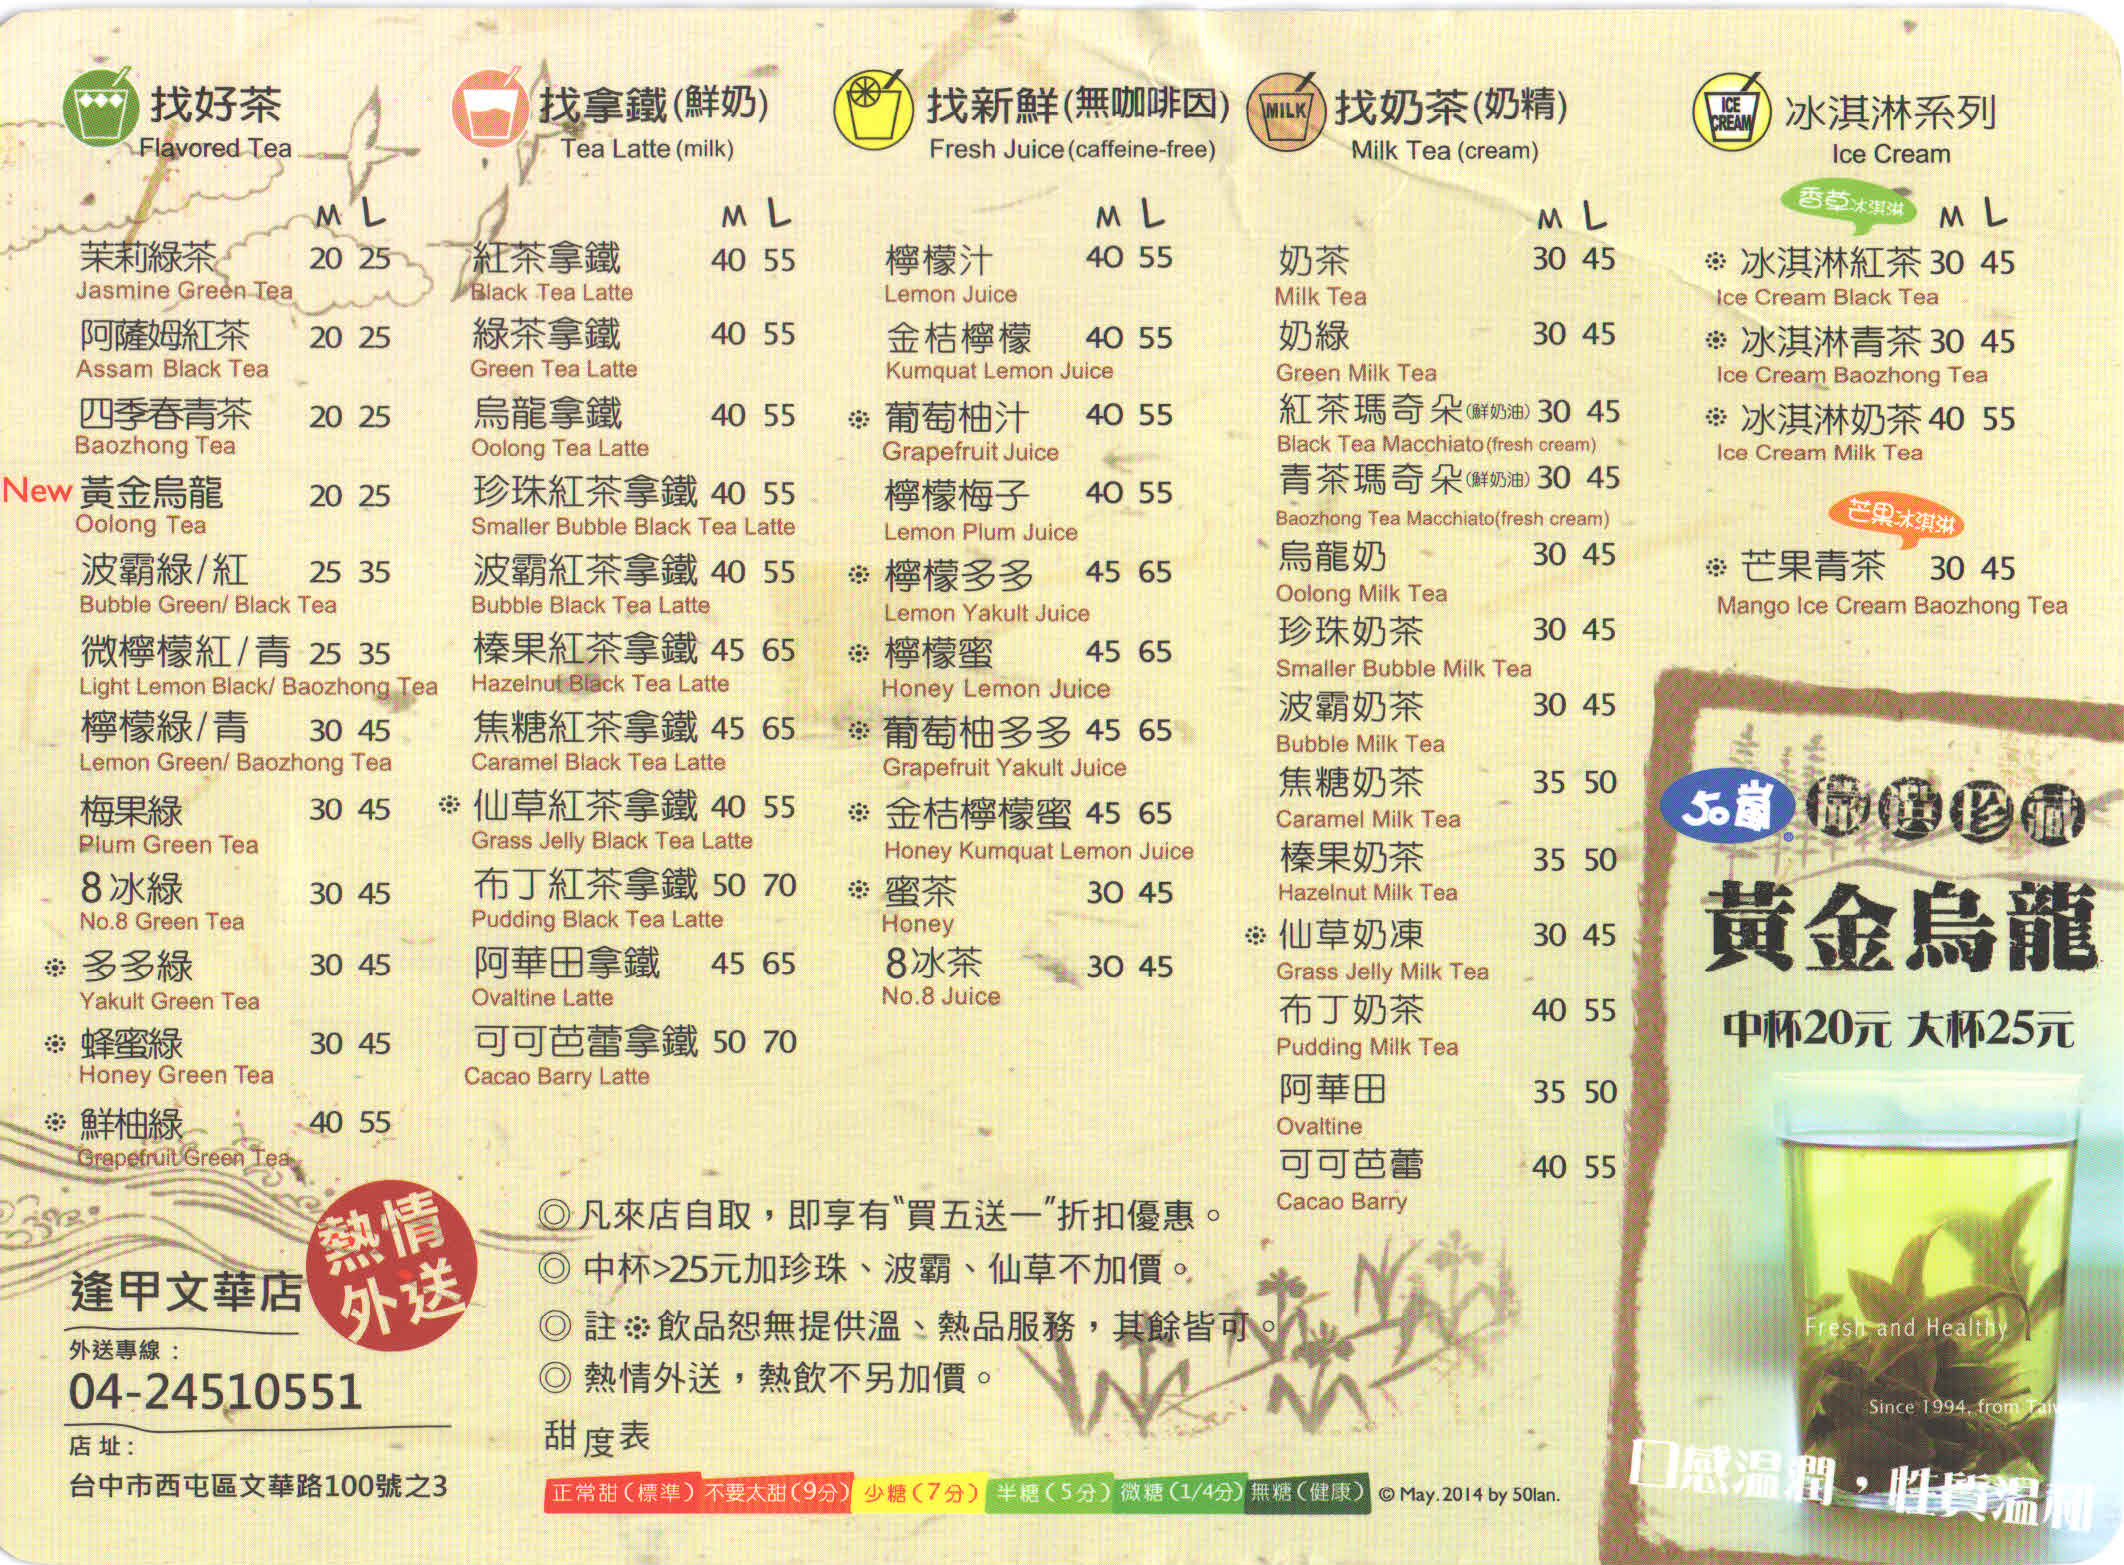 找好茶
Flavored Tea
M L
茉莉綠茶 20 25
Jasmine Green Tea
阿薩姆紅茶 20 25
Assam Black Tea
四季春青茶 20 25
Baozhong Tea
New 黃金烏龍 20 25
Oolong Tea
波霸綠/紅 25 35
Bubble Green/ Black Tea
微檸檬紅/青 25 35
Light Lemon Black/ Baozhong Tea
檸檬綠/青 30 45
Lemon Green/ Baozhong Tea
梅果綠 30 45
Plum Green Tea
8冰綠 30 45
No.8 Green Tea
※ 多多綠 30 45
Yakult Green Tea
※ 蜂蜜綠 30 45
Honey Green Tea
※ 鮮柚綠 40 55
Grapefruit Green Tea
找拿鐵(鮮奶)
Tea Latte (milk)
M L
紅茶拿鐵 40 55
Black Tea Latte
綠茶拿鐵 40 55
Green Tea Latte
烏龍拿鐵 40 55
Oolong Tea Latte
珍珠紅茶拿鐵 40 55
Smaller Bubble Black Tea Latte
波霸紅茶拿鐵 40 55
Bubble Black Tea Latte
榛果紅茶拿鐵 45 65
Hazelnut Black Tea Latte
焦糖紅茶拿鐵 45 65
Caramel Black Tea Latte
※ 仙草紅茶拿鐵 40 55
Grass Jelly Black Tea Latte
布丁紅茶拿鐵 50 70
Pudding Black Tea Latte
阿華田拿鐵 45 65
Ovaltine Latte
可可芭蕾拿鐵 50 70
Cacao Barry Latte
找新鮮(無咖啡因)
Fresh Juice (caffeine-free)
M L
檸檬汁 40 55
Lemon Juice
金桔檸檬 40 55
Kumquat Lemon Juice
※ 葡萄柚汁 40 55
Grapefruit Juice
檸檬梅子 40 55
Lemon Plum Juice
※ 檸檬多多 45 65
Lemon Yakult Juice
※ 檸檬蜜 45 65
Honey Lemon Juice
※ 葡萄柚多多 45 65
Grapefruit Yakult Juice
※ 金桔檸檬蜜 45 65
Honey Kumquat Lemon Juice
※ 蜜茶 30 45
Honey
8冰茶 30 45
No.8 Juice
MILK
找奶茶(奶精)
Milk Tea (cream)
M L
奶茶 30 45
Milk Tea
奶綠 30 45
Green Milk Tea
紅茶瑪奇朵(鮮奶油) 30 45
Black Tea Macchiato (fresh cream)
青茶瑪奇朵(鮮奶油) 30 45
Baozhong Tea Macchiato(fresh cream)
烏龍奶 30 45
Oolong Milk Tea
珍珠奶茶 30 45
Smaller Bubble Milk Tea
波霸奶茶 30 45
Bubble Milk Tea
焦糖奶茶 35 50
Caramel Milk Tea
榛果奶茶 35 50
Hazelnut Milk Tea
※ 仙草奶凍 30 45
Grass Jelly Milk Tea
布丁奶茶 40 55
Pudding Milk Tea
阿華田 35 50
Ovaltine
可可芭蕾 40 55
Cacao Barry
ICE CREAM
冰淇淋系列
Ice Cream
香草冰淇淋 M L
※ 冰淇淋紅茶 30 45
Ice Cream Black Tea
※ 冰淇淋青茶 30 45
Ice Cream Baozhong Tea
※ 冰淇淋奶茶 40 55
Ice Cream Milk Tea
芒果冰淇淋
※ 芒果青茶 30 45
Mango Ice Cream Baozhong Tea
50嵐 嚴選珍藏
黃金烏龍
中杯20元 大杯25元
Fresh and Healthy
Since 1994, from Taiwan
口感溫潤，性質溫和
熱情外送
逢甲文華店
外送專線：
04-24510551
店址：
台中市西屯區文華路100號之3
◎ 凡來店自取，即享有“買五送一”折扣優惠。
◎ 中杯>25元加珍珠、波霸、仙草不加價。
◎ 註※飲品恕無提供溫、熱品服務，其餘皆可。
◎ 熱情外送，熱飲不另加價。
甜度表
正常甜（標準） 不要太甜（9分） 少糖（7分） 半糖（5分） 微糖（1/4分） 無糖（健康） © May.2014 by 50lan.